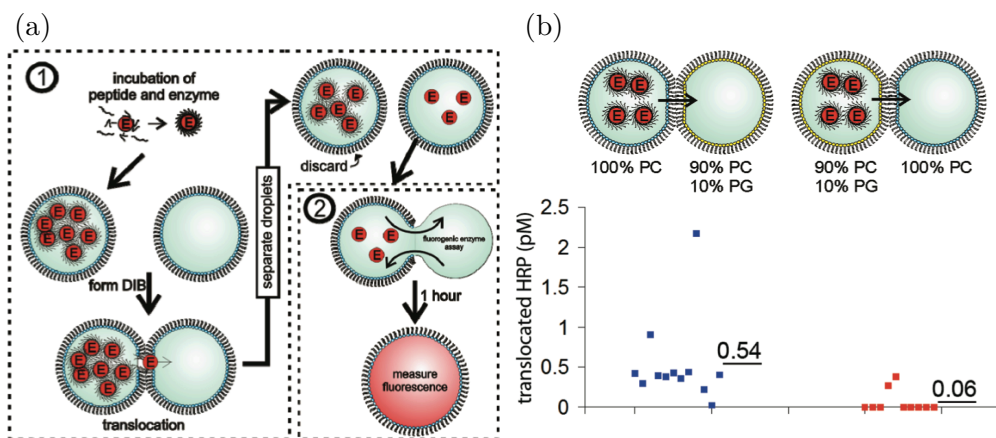 (a)
1
incubation of
peptide and enzyme
E
E
E
E
E
E
E
E
E
form DIB
E
E
E
E
E
E
E
E
translocation
separate droplets
E
E
E
E
E
discard
E
E
E
2
E
E
E
fluorogenic enzyme
assay
1 hour
measure
fluorescence
(b)
E
E
E
E
100% PC
90% PC
10% PG
E
E
E
E
90% PC
10% PG
100% PC
translocated HRP (pM)
2.5
2
1.5
1
0.5
0
0.54
0.06